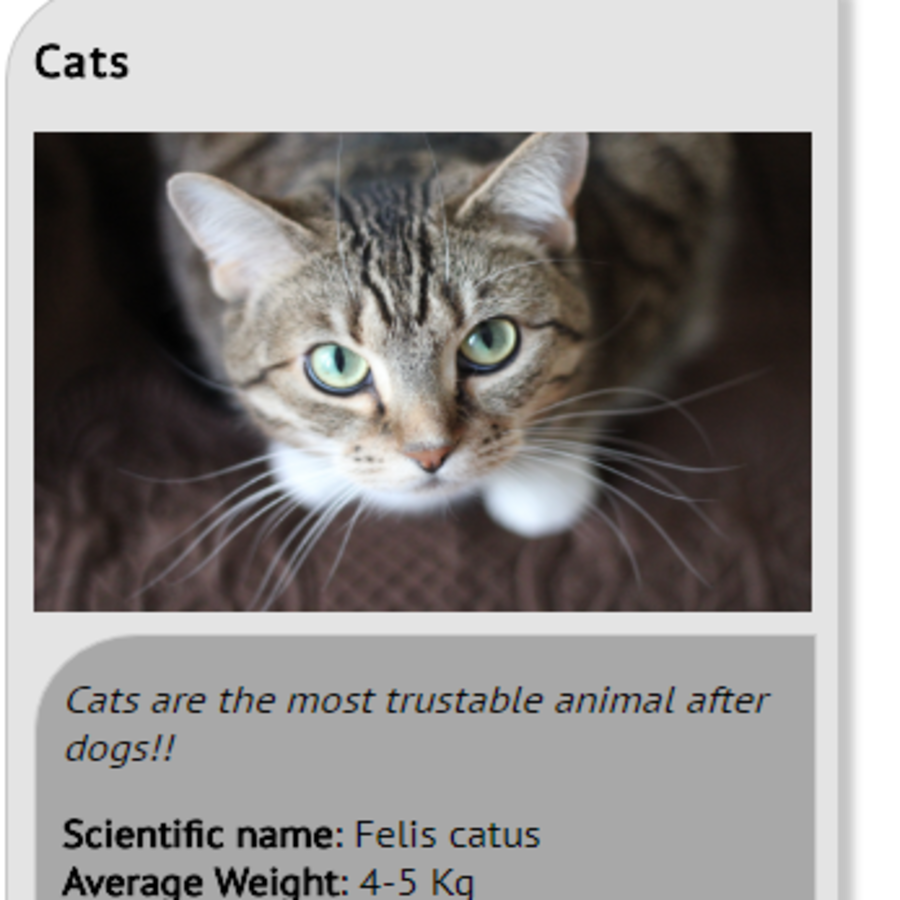 Cats
Cats are the most trustable animal after
dogs!!
Scientific name: Felis catus
Average Weight: 4-5 Kg